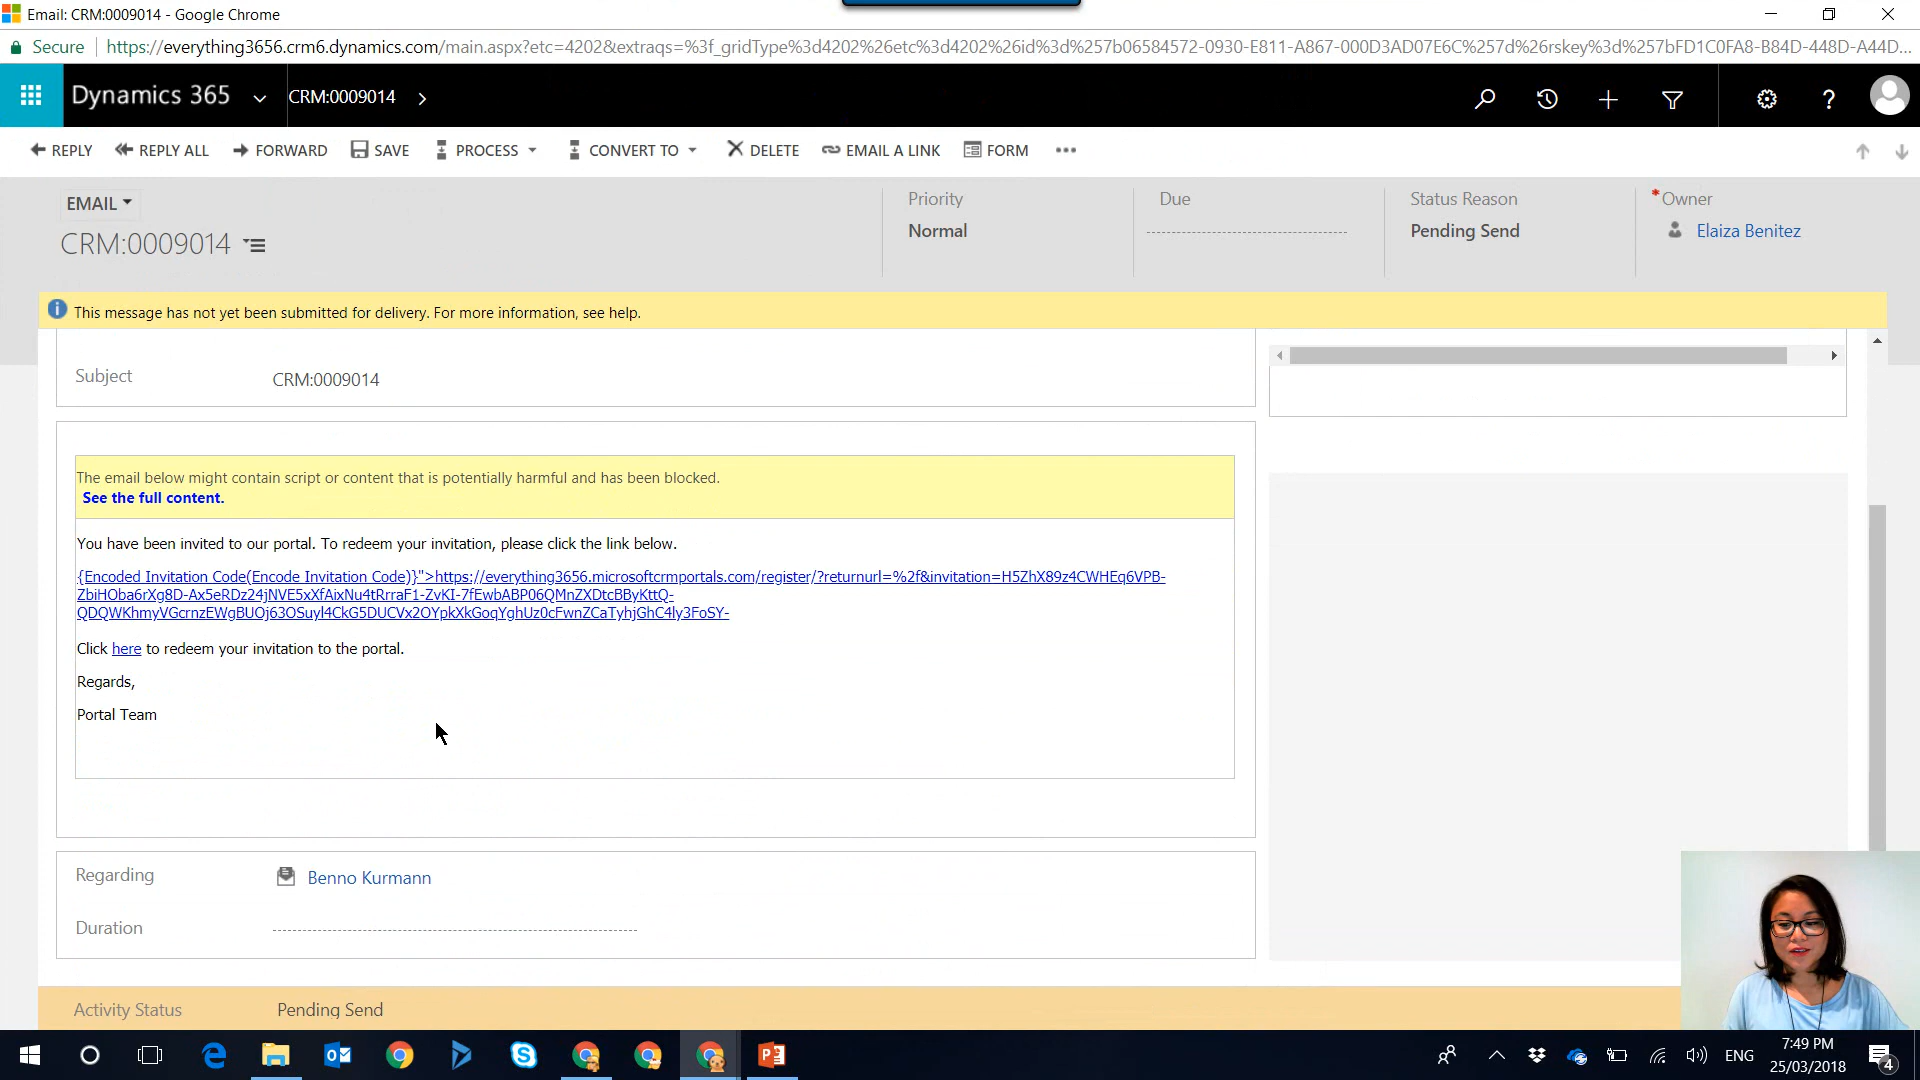 Email: CRM:0009014 - Google Chrome
Secure https://everything3656.crm6.dynamics.com/main.aspx?etc=4202&extraqs=%3f_gridType%3d4202%26etc%3d4202%26id%3d%257b06584572-0930-E811-A867-000D3AD07E6C%257d%26rskey%3d%257bFD1C0FA8-B84D-448D-A44D...
Dynamics 365 CRM:0009014
REPLY REPLY ALL FORWARD SAVE PROCESS CONVERT TO DELETE EMAIL A LINK FORM
EMAIL
CRM:0009014
Priority Due Status Reason * Owner
Normal Pending Send Elaiza Benitez
This message has not yet been submitted for delivery. For more information, see help.
Subject CRM:0009014
The email below might contain script or content that is potentially harmful and has been blocked.
See the full content.
You have been invited to our portal. To redeem your invitation, please click the link below.
{Encoded Invitation Code(Encode Invitation Code)}">https://everything3656.microsoftcrmportals.com/register/?returnurl=%2f&invitation=H5ZhX89z4CWHEq6VPB-
ZbiHOba6rXg8D-Ax5eRDz24jNVE5xXfAixNu4tRrraF1-ZvKI-7fEwbABP06QMnZXDtcBByKttQ-
QDQWKhmyVGcrnzEWgBUOj63OSuyl4CkG5DUCVx2OYpkXkGoqYghUz0cFwnZCaTyhjGhC4ly3FoSY-
Click here to redeem your invitation to the portal.
Regards,
Portal Team
Regarding Benno Kurmann
Duration
Activity Status Pending Send
ENG
7:49 PM
25/03/2018
4